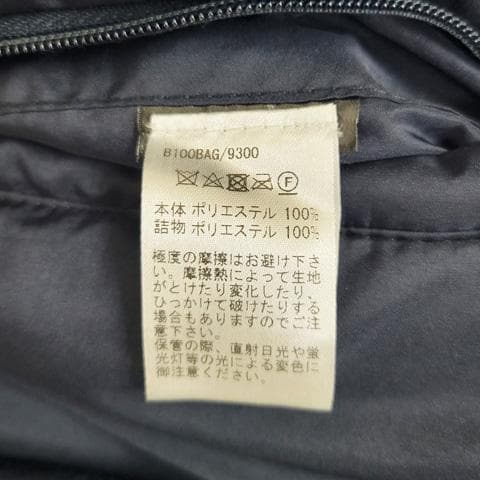 B100BAG/9300
F
本体 ポリエステル 100%
詰物 ポリエステル 100%
極度の摩擦はお避け下さ
い。摩擦熱によって生地
がとけたり変化したり、
ひっかけて破けたりする
場合もありますのでご注
意下さい。
保管の際、直射日光や蛍
光灯等の光による変色に
御注意ください。